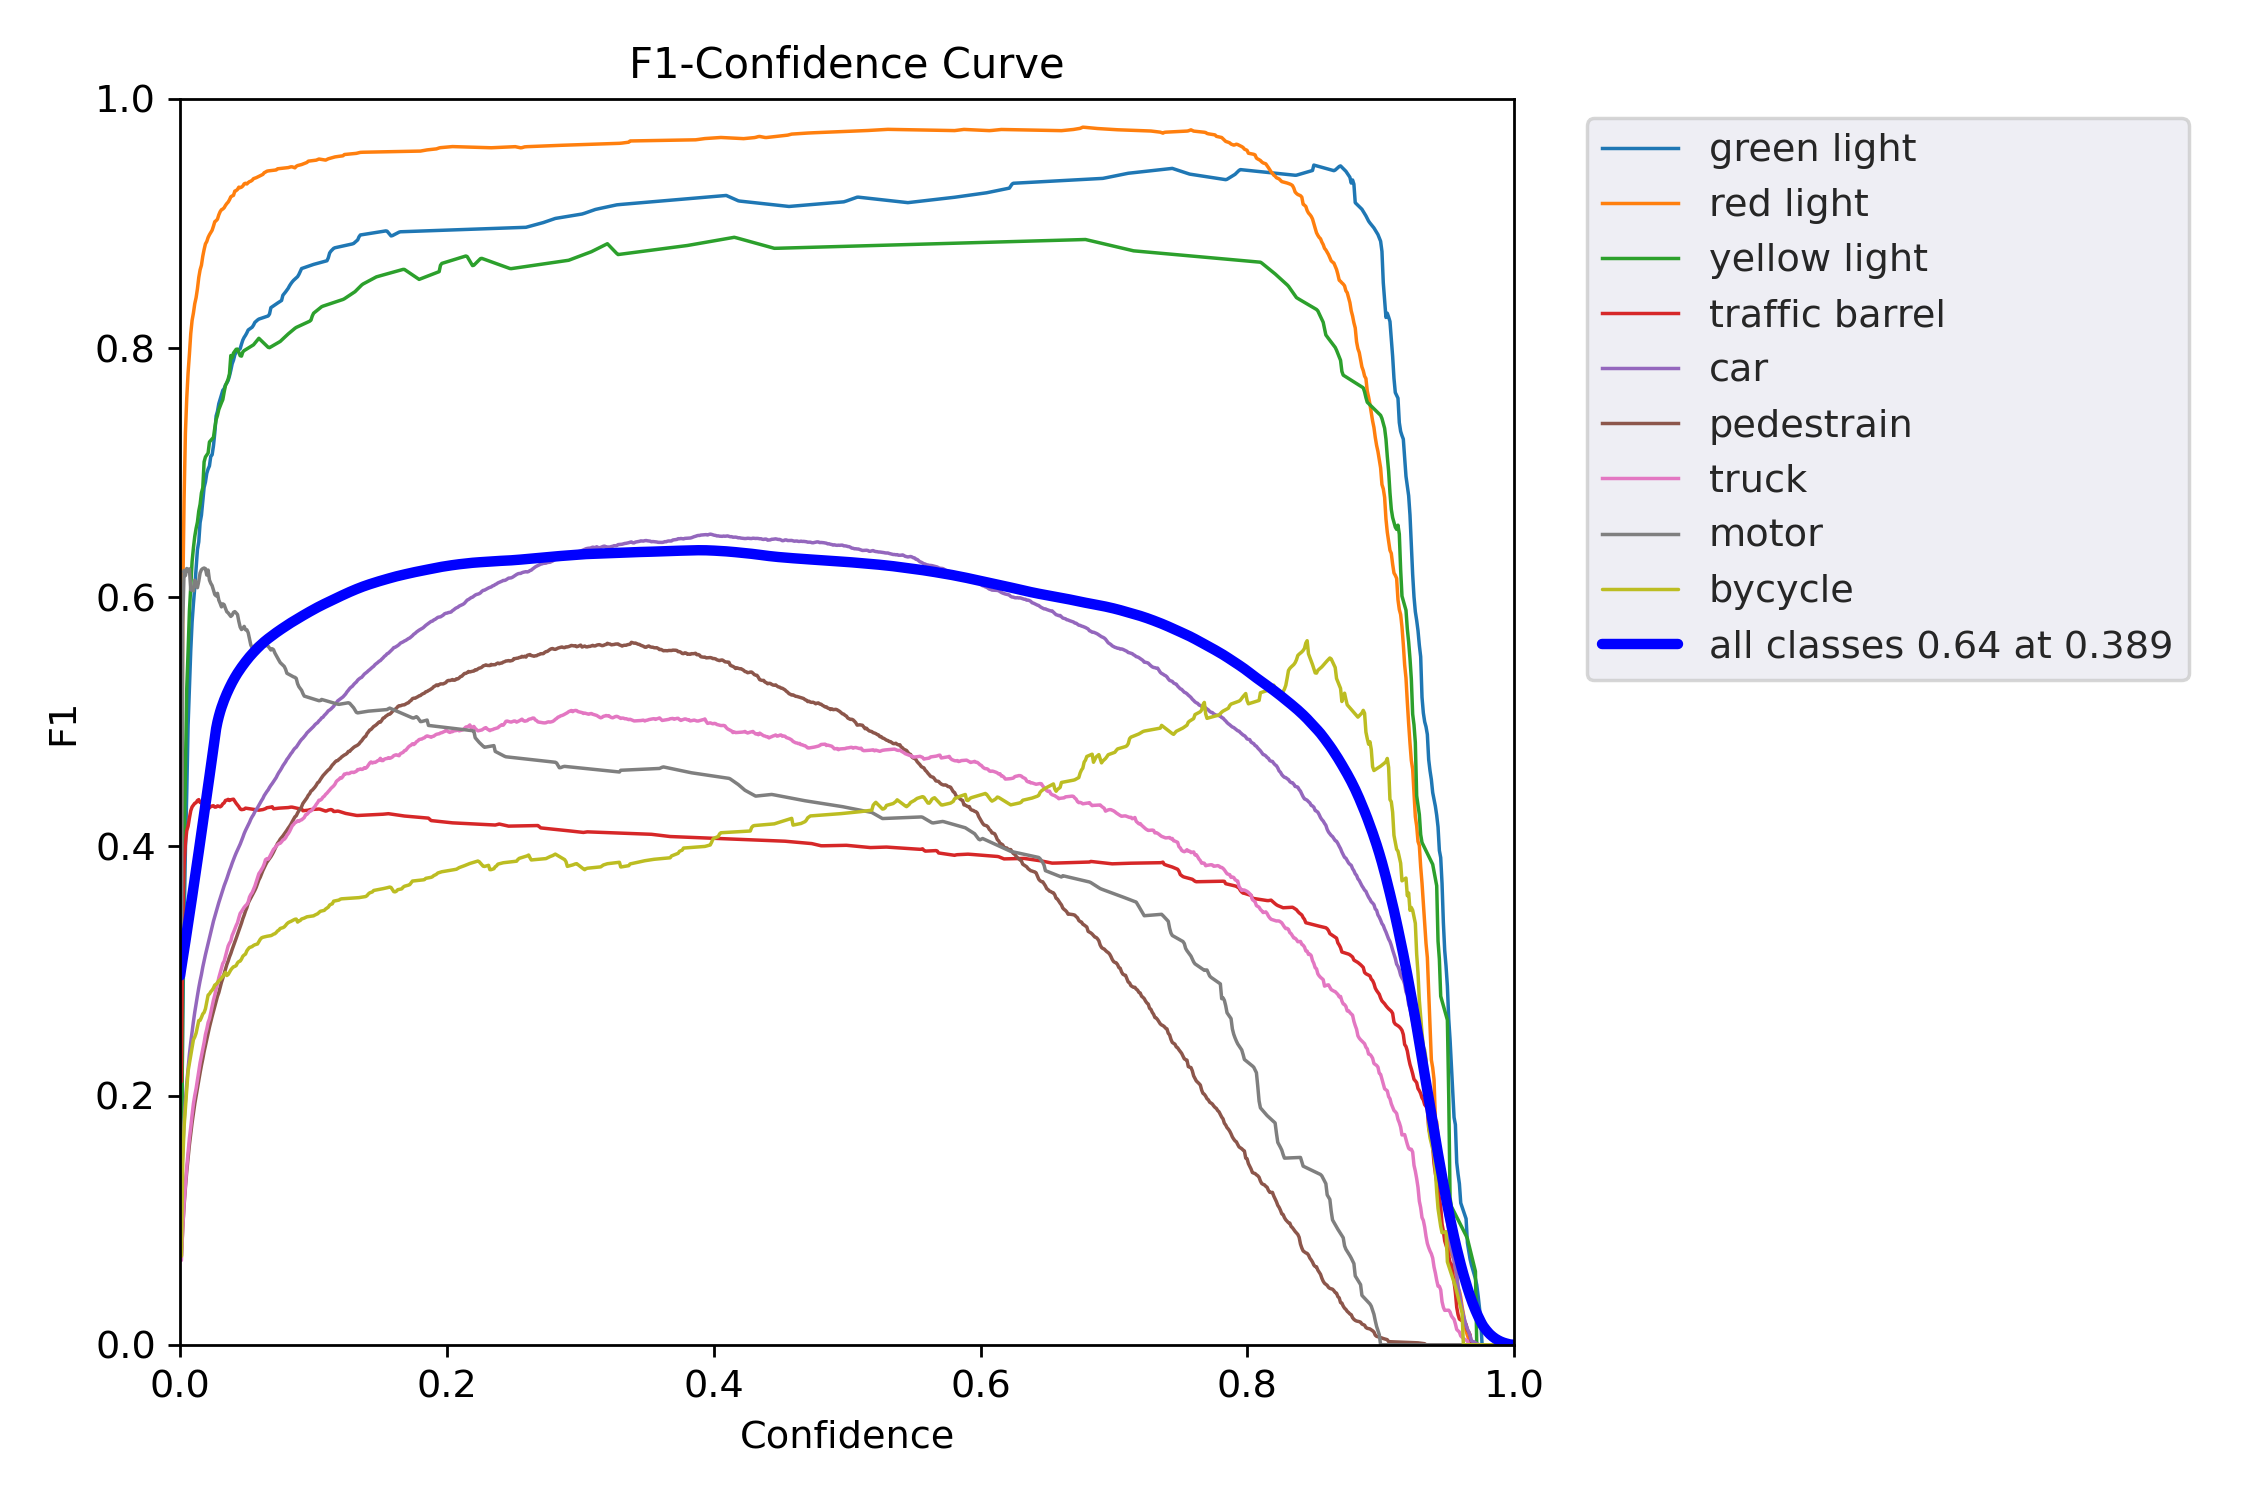 F1-Confidence Curve
1.0
0.8
0.6
0.4
0.2
0.0
F1
0.0 0.2 0.4 0.6 0.8 1.0
Confidence
green light
red light
yellow light
traffic barrel
car
pedestrain
truck
motor
bycycle
all classes 0.64 at 0.389